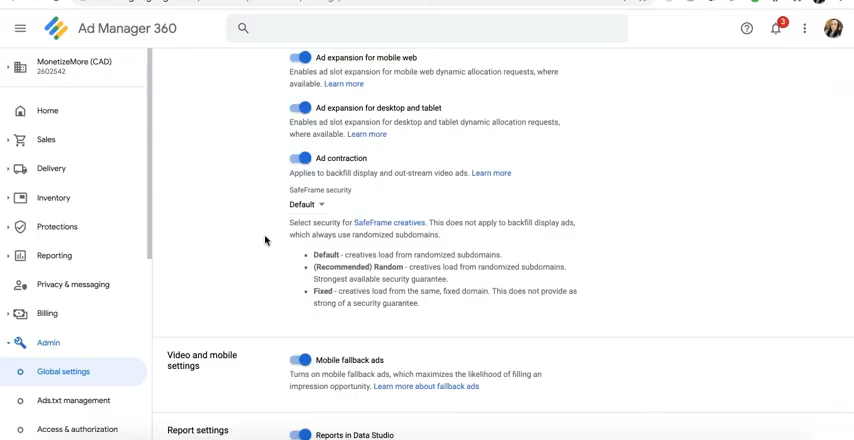 Ad Manager 360
3
MonetizeMore (CAD)
2602542
Home
Sales
Delivery
Inventory
Protections
Reporting
Privacy & messaging
Billing
Admin
Global settings
Ads.txt management
Access & authorization
Ad expansion for mobile web
Enables ad slot expansion for mobile web dynamic allocation requests, where
available. Learn more
Ad expansion for desktop and tablet
Enables ad slot expansion for desktop and tablet dynamic allocation requests,
where available. Learn more
Ad contraction
Applies to backfill display and out-stream video ads. Learn more
SafeFrame security
Default
Select security for SafeFrame creatives. This does not apply to backfill display ads,
which always use randomized subdomains.
• Default - creatives load from randomized subdomains.
• (Recommended) Random - creatives load from randomized subdomains.
Strongest available security guarantee.
• Fixed - creatives load from the same, fixed domain. This does not provide as
strong of a security guarantee.
Video and mobile
settings
Mobile fallback ads
Turns on mobile fallback ads, which maximizes the likelihood of filling an
impression opportunity. Learn more about fallback ads
Report settings
Reports in Data Studio